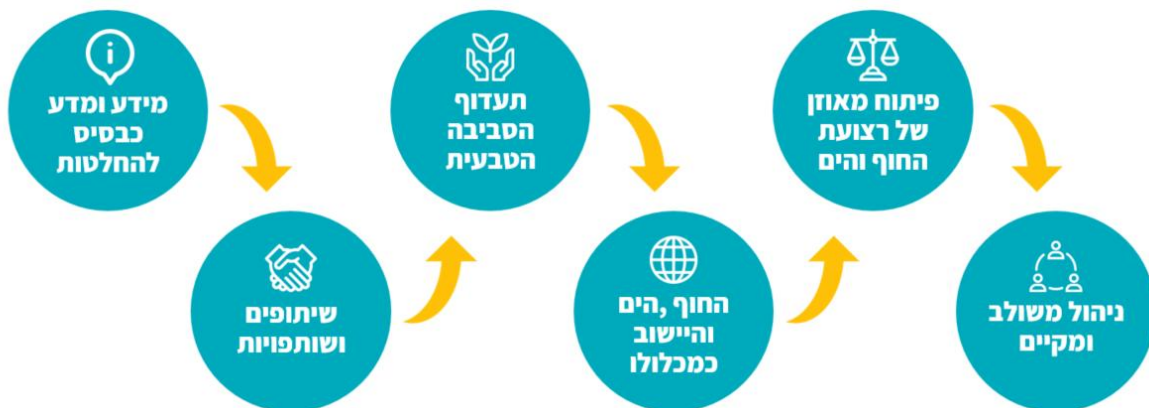 מידע ומדע
כבסיס
להחלטות
שיתופים
ושותפויות
תעדוף
הסביבה
הטבעית
החוף ,הים
והיישוב
כמכלולו
פיתוח מאוזן
של רצועת
החוף והים
ניהול משולב
ומקיים